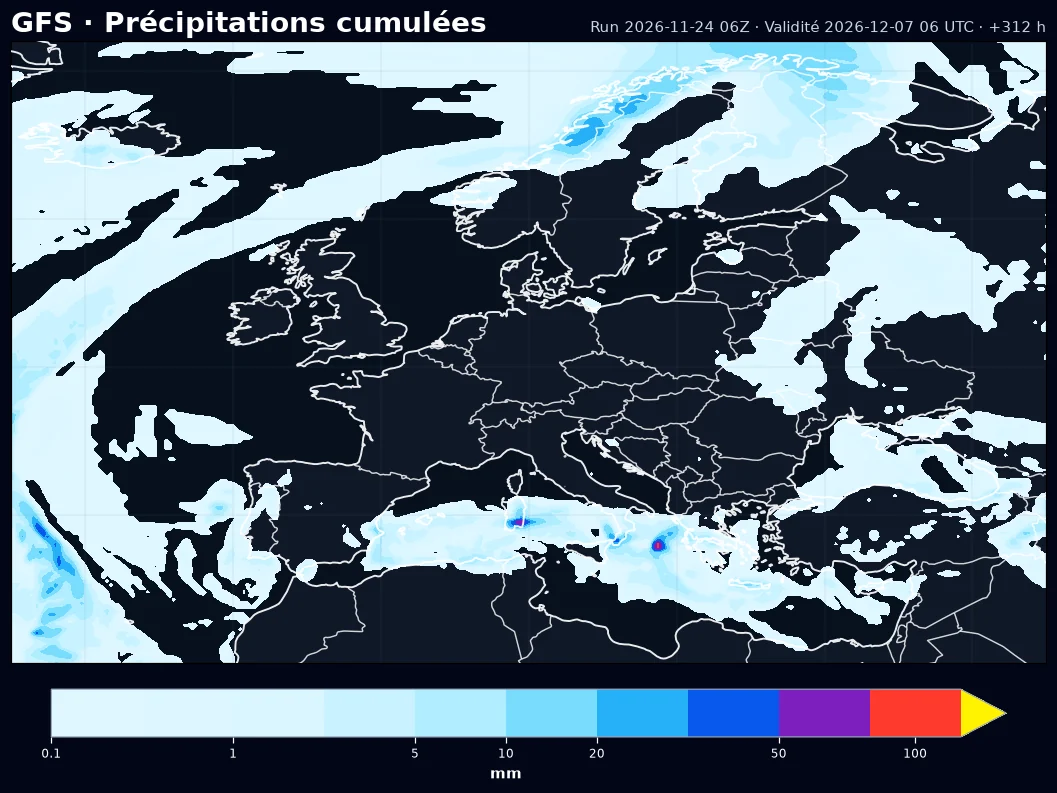 GFS · Précipitations cumulées
Run 2026-11-24 06Z · Validité 2026-12-07 06 UTC · +312 h
0.1 1 5 10 20 50 100
mm